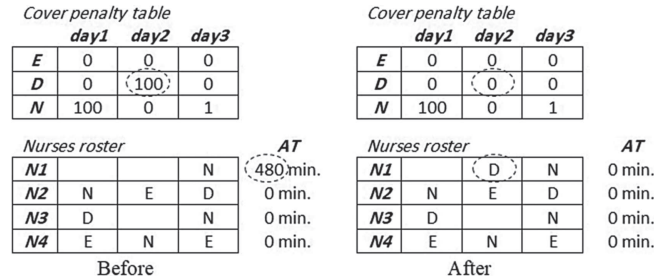 Cover penalty table
day1 day2 day3
E 0 0 0
D 0 100 0
N 100 0 1
Nurses roster AT
N1 N 480 min.
N2 N E D 0 min.
N3 D N 0 min.
N4 E N E 0 min.
Before
Cover penalty table
day1 day2 day3
E 0 0 0
D 0 0 0
N 100 0 1
Nurses roster AT
N1 D N 0 min.
N2 N E D 0 min.
N3 D N 0 min.
N4 E N E 0 min.
After